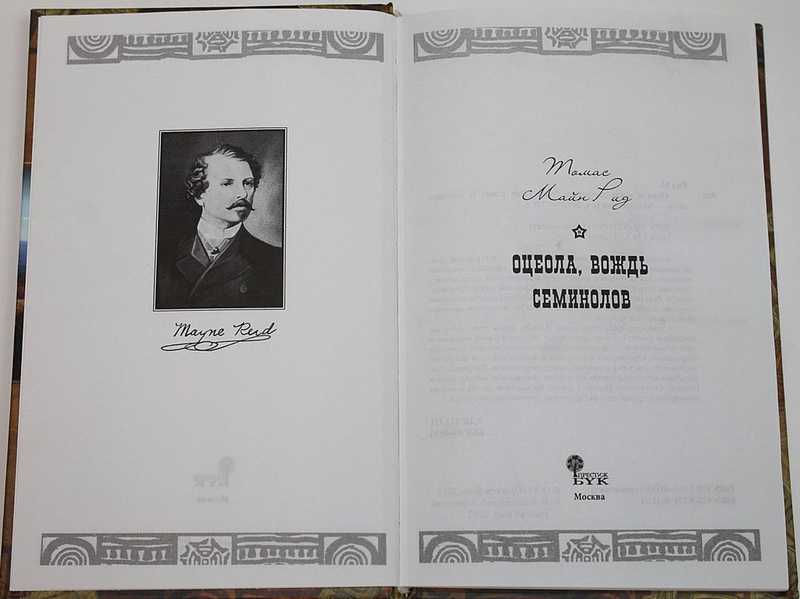 Mayne Reid
Томас
Майн Рид
ОЦЕОЛА, ВОЖДЬ
СЕМИНОЛОВ
ПРЕСТИЖ
БУК
Москва